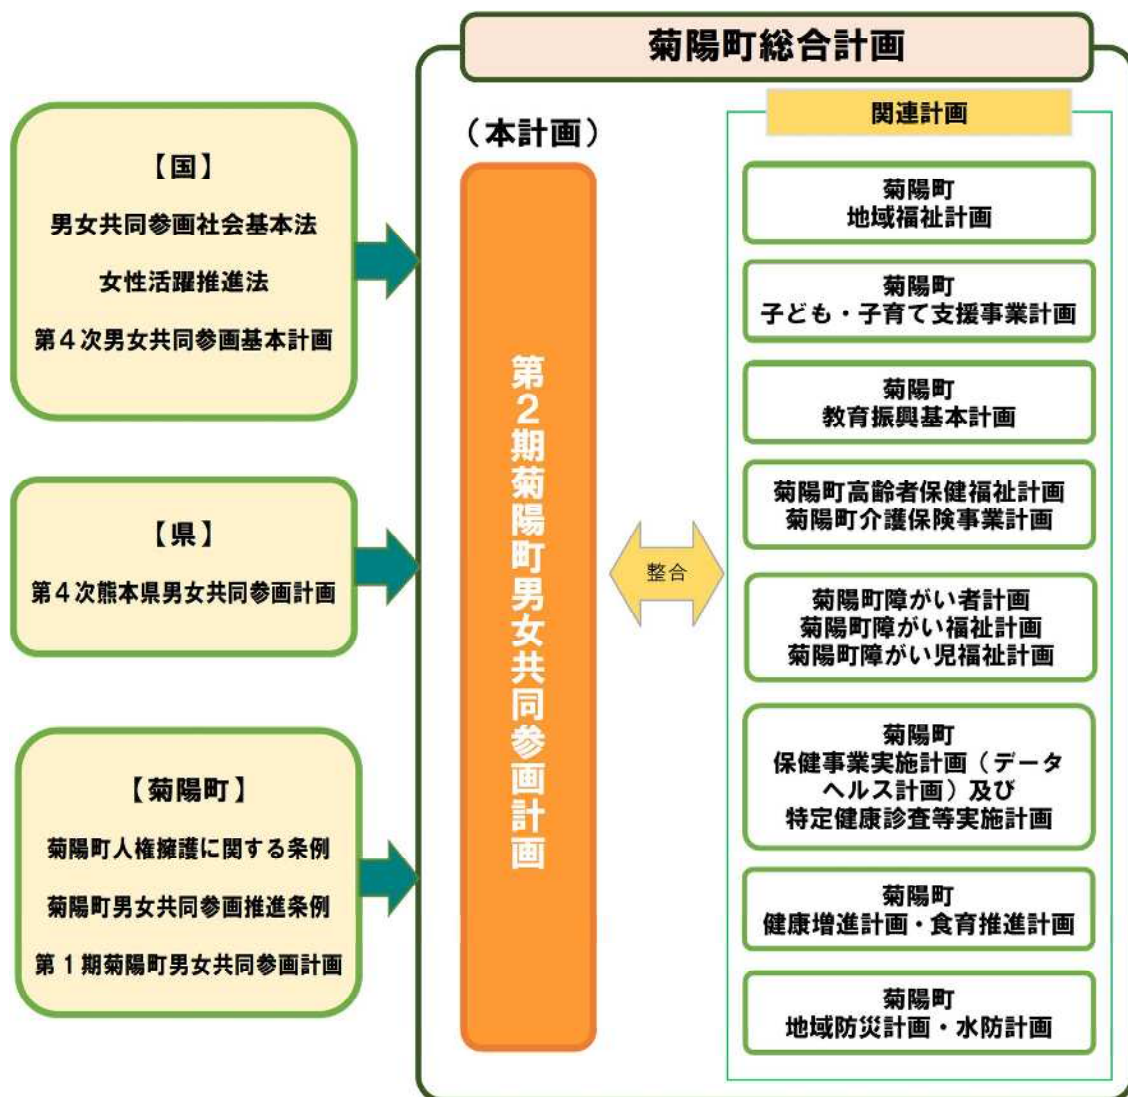 菊陽町総合計画
【国】
男女共同参画社会基本法
女性活躍推進法
第４次男女共同参画基本計画
【県】
第４次熊本県男女共同参画計画
【菊陽町】
菊陽町人権擁護に関する条例
菊陽町男女共同参画推進条例
第１期菊陽町男女共同参画計画
（本計画）
第２期菊陽町男女共同参画計画
整合
関連計画
菊陽町
地域福祉計画
菊陽町
子ども・子育て支援事業計画
菊陽町
教育振興基本計画
菊陽町高齢者保健福祉計画
菊陽町介護保険事業計画
菊陽町障がい者計画
菊陽町障がい福祉計画
菊陽町障がい児福祉計画
菊陽町
保健事業実施計画（データ
ヘルス計画）及び
特定健康診査等実施計画
菊陽町
健康増進計画・食育推進計画
菊陽町
地域防災計画・水防計画